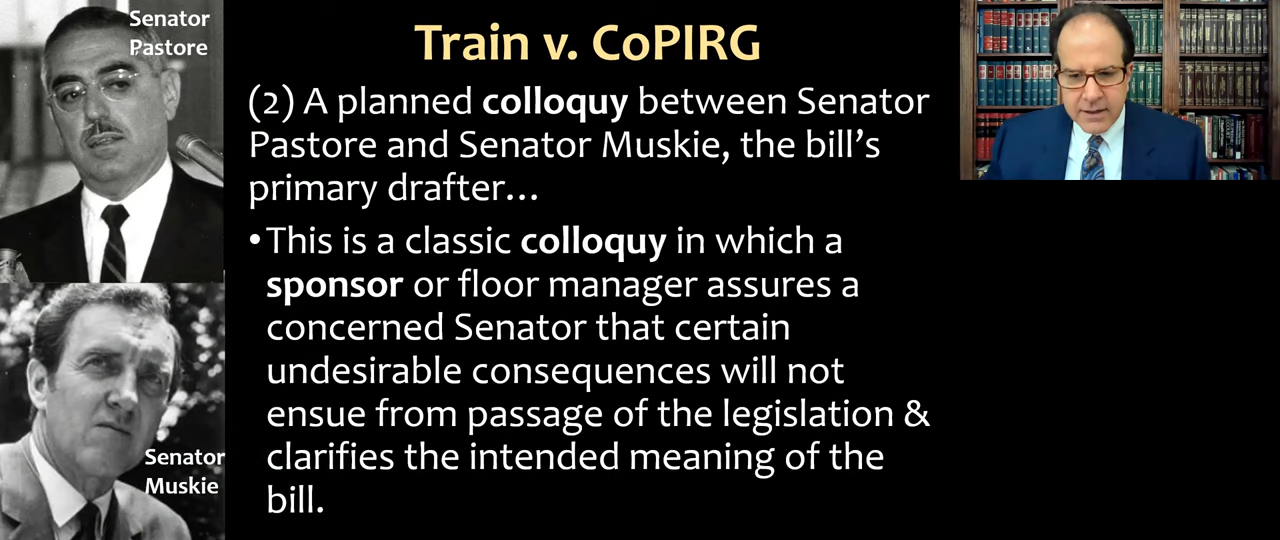 Senator
Pastore
Train v. CoPIRG
(2) A planned colloquy between Senator
Pastore and Senator Muskie, the bill's
primary drafter...
•This is a classic colloquy in which a
sponsor or floor manager assures a
concerned Senator that certain
undesirable consequences will not
ensue from passage of the legislation &
clarifies the intended meaning of the
bill.
Senator
Muskie